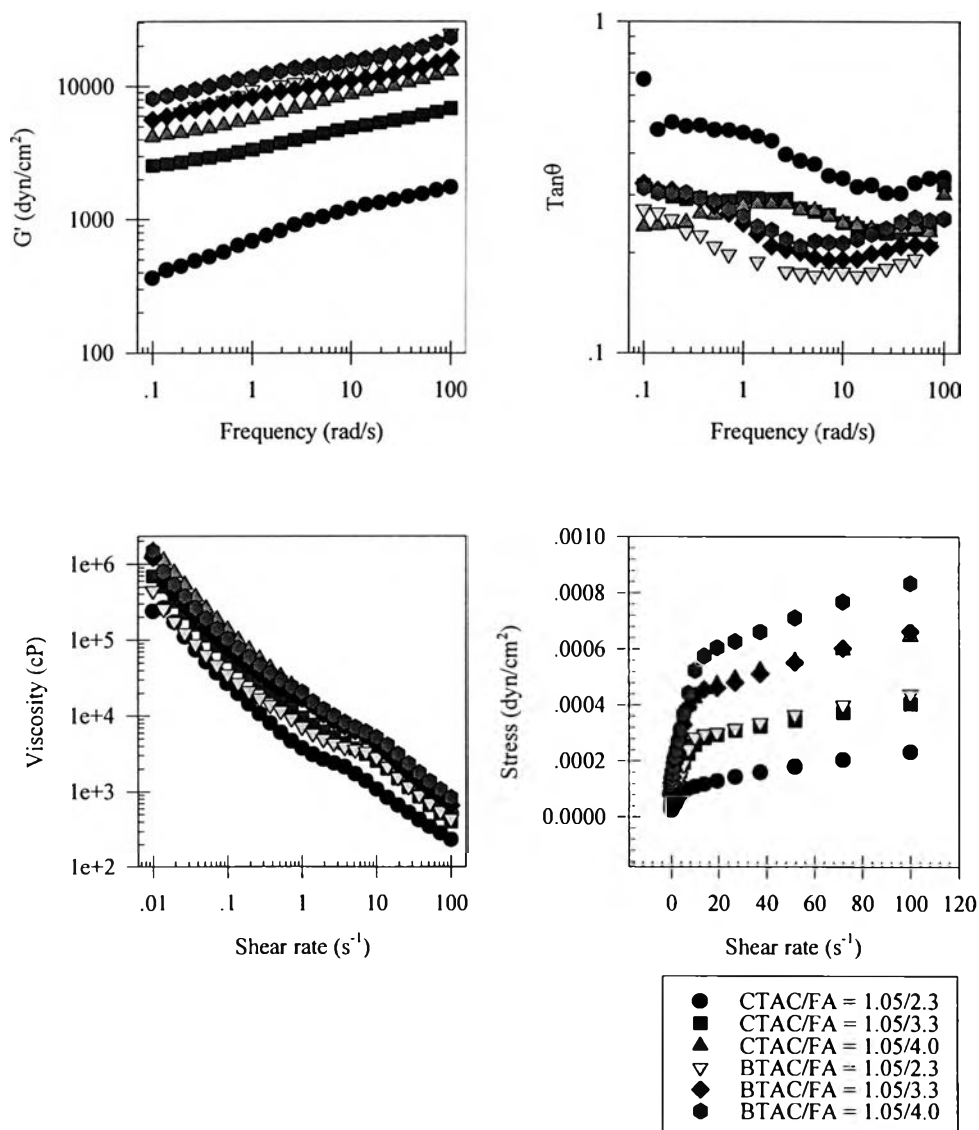 10000
1000
100
G' (dyn/cm²)
.1 1 10 100
Frequency (rad/s)
1
.1
Tanθ
.1 1 10 100
Frequency (rad/s)
1e+6
1e+5
1e+4
1e+3
1e+2
Viscosity (cP)
.01 .1 1 10 100
Shear rate (s⁻¹)
.0010
.0008
.0006
.0004
.0002
0.0000
Stress (dyn/cm²)
0 20 40 60 80 100 120
Shear rate (s⁻¹)
CTAC/FA = 1.05/2.3
CTAC/FA = 1.05/3.3
CTAC/FA = 1.05/4.0
BTAC/FA = 1.05/2.3
BTAC/FA = 1.05/3.3
BTAC/FA = 1.05/4.0